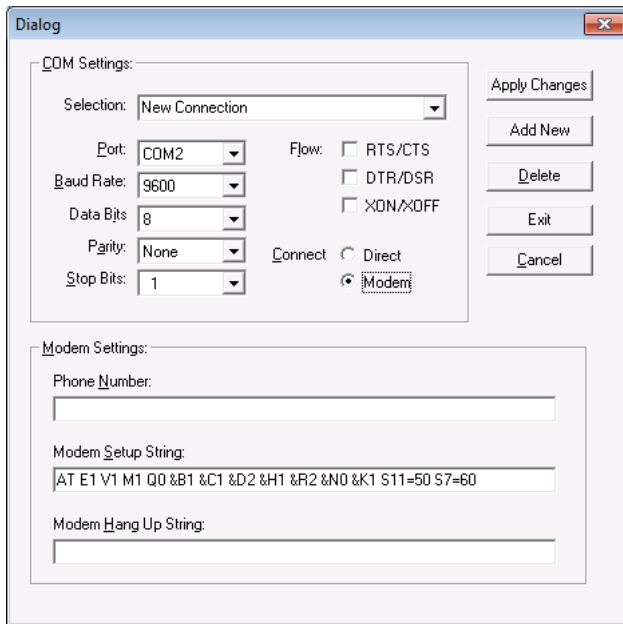 Dialog
COM Settings:
Apply Changes
Selection: New Connection
Add New
Port: COM2 Flow: RTS/CTS
Baud Rate: 9600 DTR/DSR
Delete
Data Bits 8 XON/XOFF
Exit
Parity: None Connect Direct
Cancel
Stop Bits: 1 Modem
Modem Settings:
Phone Number:
Modem Setup String:
AT E1 V1 M1 Q0 &B1 &C1 &D2 &H1 &R2 &N0 &K1 S11=50 S7=60
Modem Hang Up String: